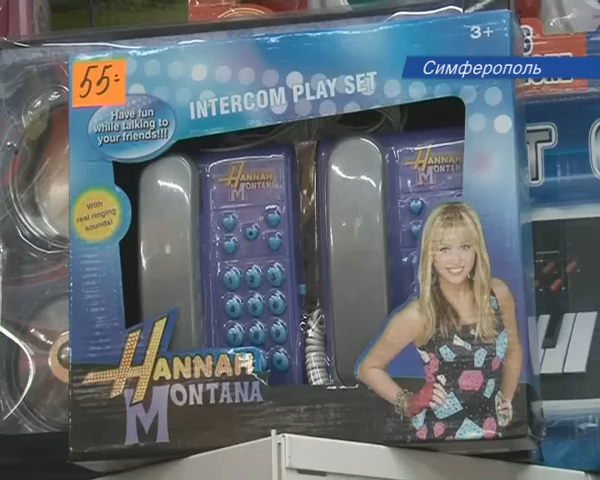 3+
Симферополь
55=
INTERCOM PLAY SET
Have fun
while talking to
your friends!!!
HANNAH
MONTANA
HANNAH
MONTANA
With
real ringing
sounds!
HANNAH
MONTANA